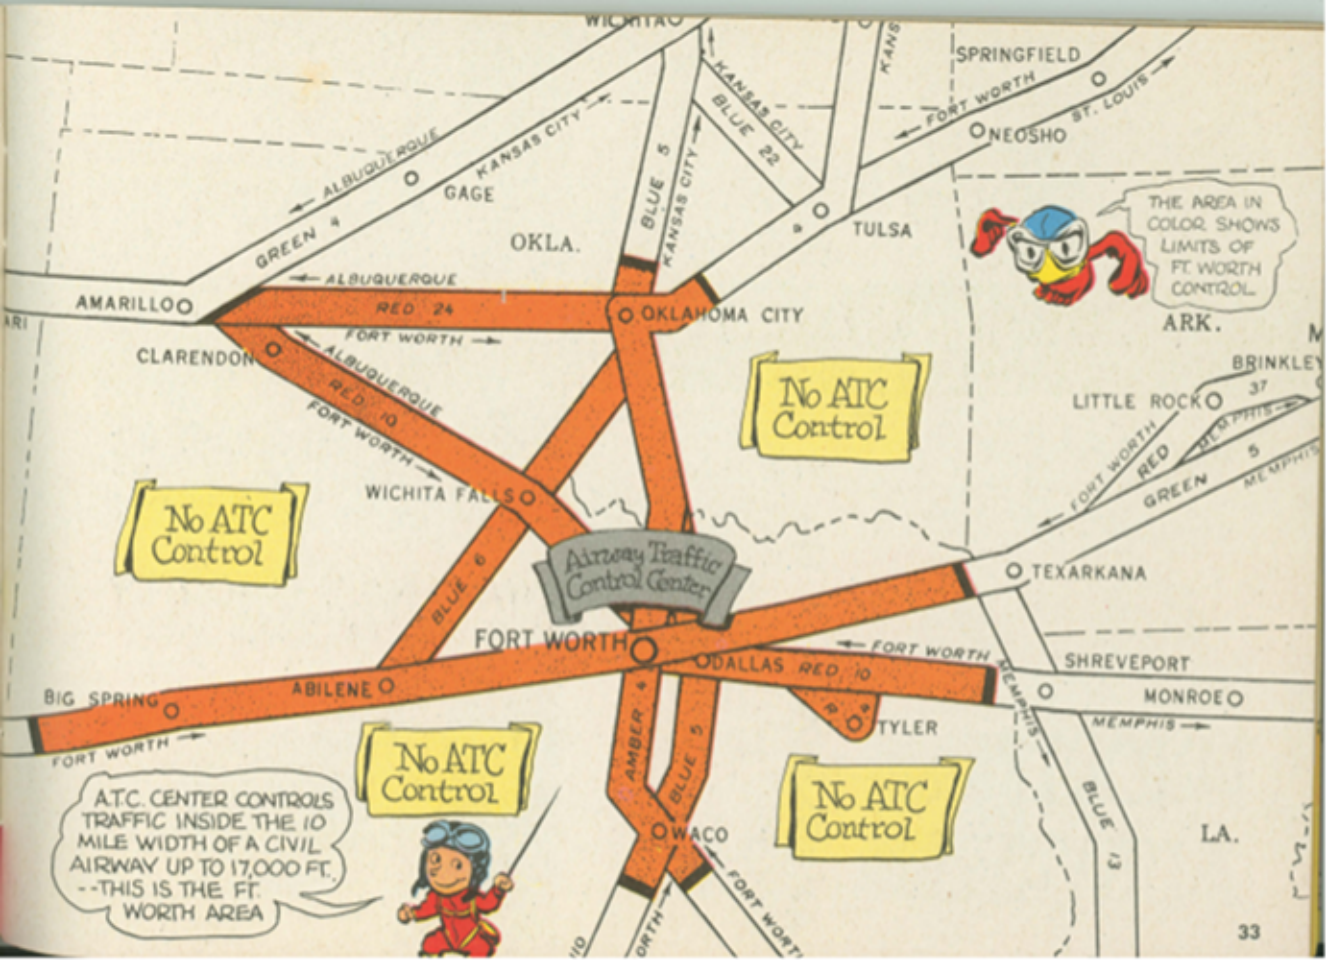 WICHITA
KANSAS CITY
BLUE 22
SPRINGFIELD
FORT WORTH
ST. LOUIS
NEOSHO
ALBUQUERQUE
KANSAS CITY
GAGE
GREEN 4
BLUE 5
KANSAS CITY
TULSA
9
OKLA.
THE AREA IN
COLOR SHOWS
LIMITS OF
FT. WORTH
CONTROL
ARK.
AMARILLO
ALBUQUERQUE
RED 24
FORT WORTH
OKLAHOMA CITY
CLARENDON
ALBUQUERQUE
RED 10
FORT WORTH
No ATC
Control
BRINKLEY
37
LITTLE ROCK
MEMPHIS
FORT WORTH
RED
GREEN 5
MEMPHIS
WICHITA FALLS
No ATC
Control
Airway Traffic
Control Center
BLUE 6
TEXARKANA
FORT WORTH
DALLAS
RED 10
FORT WORTH
MEMPHIS
SHREVEPORT
MONROE
MEMPHIS
BIG SPRING
ABILENE
FORT WORTH
AMBER 4
BLUE 5
R 4
TYLER
No ATC
Control
No ATC
Control
BLUE 13
LA.
WACO
FORT WORT
ORTH
A.T.C. CENTER CONTROLS
TRAFFIC INSIDE THE 10
MILE WIDTH OF A CIVIL
AIRWAY UP TO 17,000 FT.
--THIS IS THE FT.
WORTH AREA
33